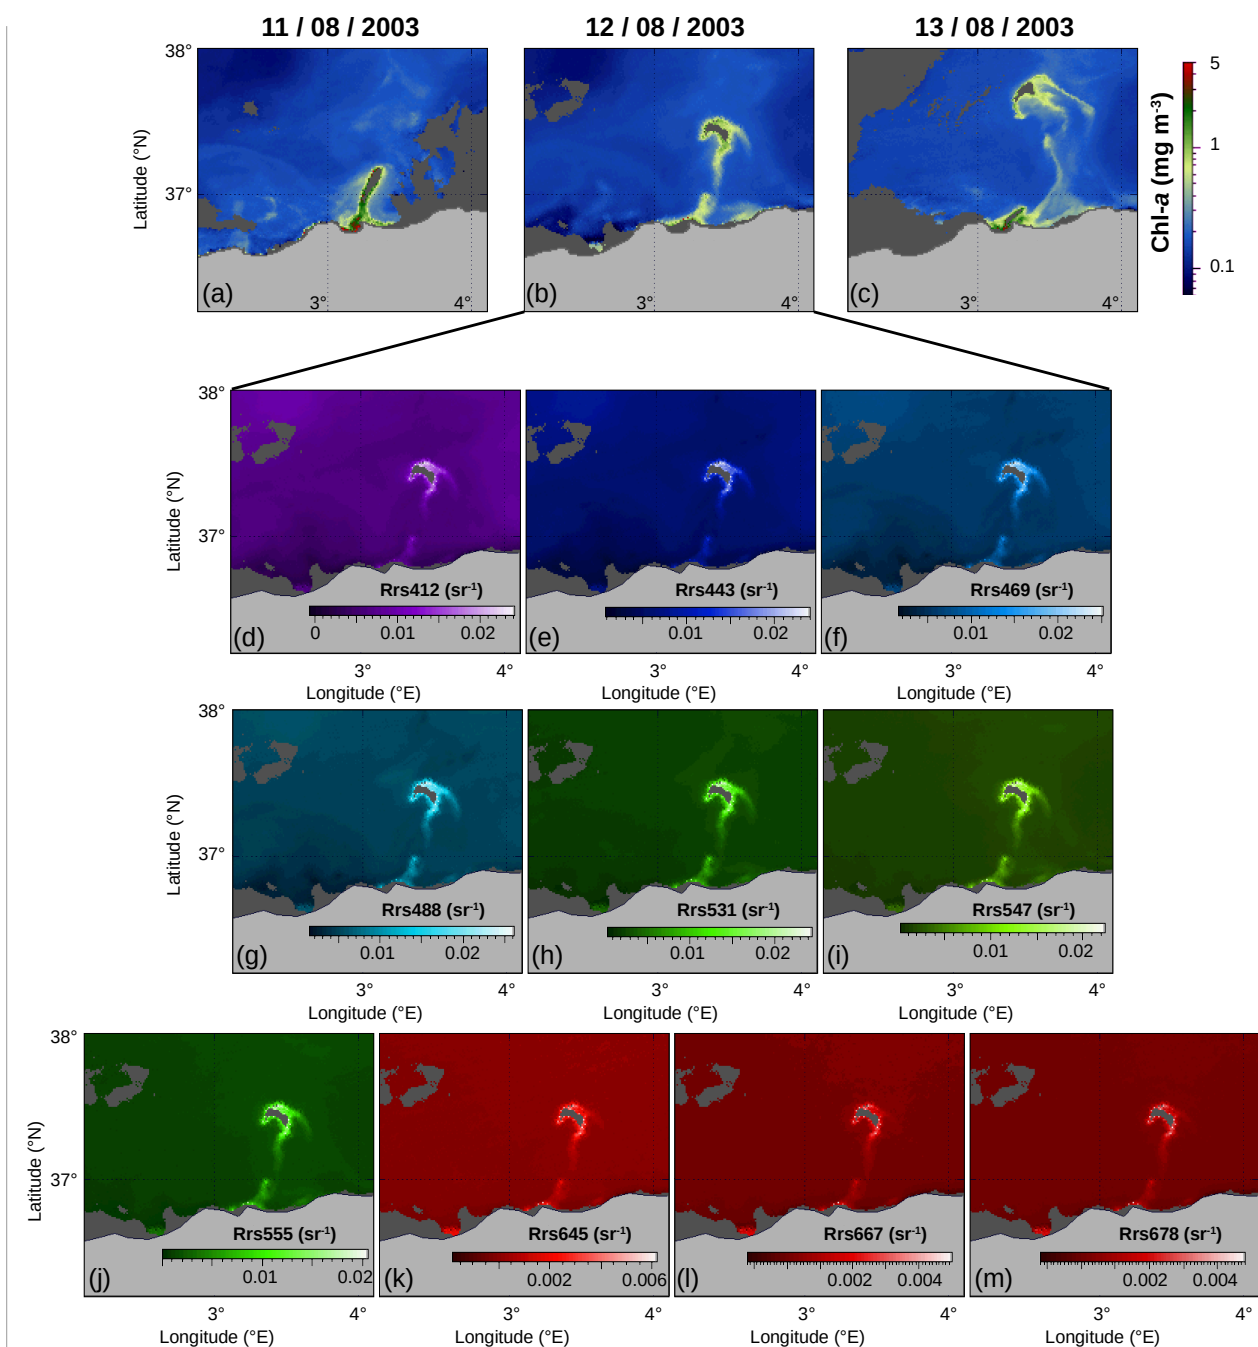 11 / 08 / 2003
12 / 08 / 2003
13 / 08 / 2003
38°
37°
Latitude (°N)
(a)
3°
4°
(b)
3°
4°
(c)
3°
4°
Chl-a (mg m-3)
5
1
0.1
38°
37°
Latitude (°N)
Rrs412 (sr-1)
0
0.01
0.02
(d)
3°
4°
Longitude (°E)
Rrs443 (sr-1)
0.01
0.02
(e)
3°
4°
Longitude (°E)
Rrs469 (sr-1)
0.01
0.02
(f)
3°
4°
Longitude (°E)
38°
37°
Latitude (°N)
Rrs488 (sr-1)
0.01
0.02
(g)
3°
4°
Longitude (°E)
Rrs531 (sr-1)
0.01
0.02
(h)
3°
4°
Longitude (°E)
Rrs547 (sr-1)
0.01
0.02
(i)
3°
4°
Longitude (°E)
38°
37°
Latitude (°N)
Rrs555 (sr-1)
0.01
0.02
(j)
3°
4°
Longitude (°E)
Rrs645 (sr-1)
0.002
0.006
(k)
3°
4°
Longitude (°E)
Rrs667 (sr-1)
0.002
0.004
(l)
3°
4°
Longitude (°E)
Rrs678 (sr-1)
0.002
0.004
(m)
3°
4°
Longitude (°E)